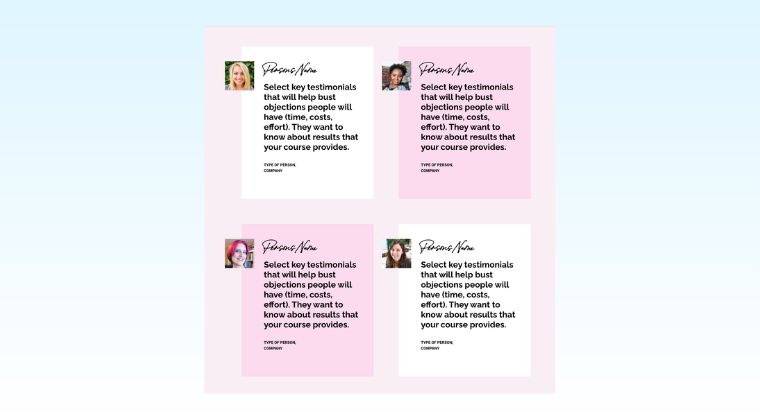 Persons Name
Select key testimonials
that will help bust
objections people will
have (time, costs,
effort). They want to
know about results that
your course provides.
TYPE OF PERSON,
COMPANY
Persons Name
Select key testimonials
that will help bust
objections people will
have (time, costs,
effort). They want to
know about results that
your course provides.
TYPE OF PERSON,
COMPANY
Persons Name
Select key testimonials
that will help bust
objections people will
have (time, costs,
effort). They want to
know about results that
your course provides.
TYPE OF PERSON,
COMPANY
Persons Name
Select key testimonials
that will help bust
objections people will
have (time, costs,
effort). They want to
know about results that
your course provides.
TYPE OF PERSON,
COMPANY